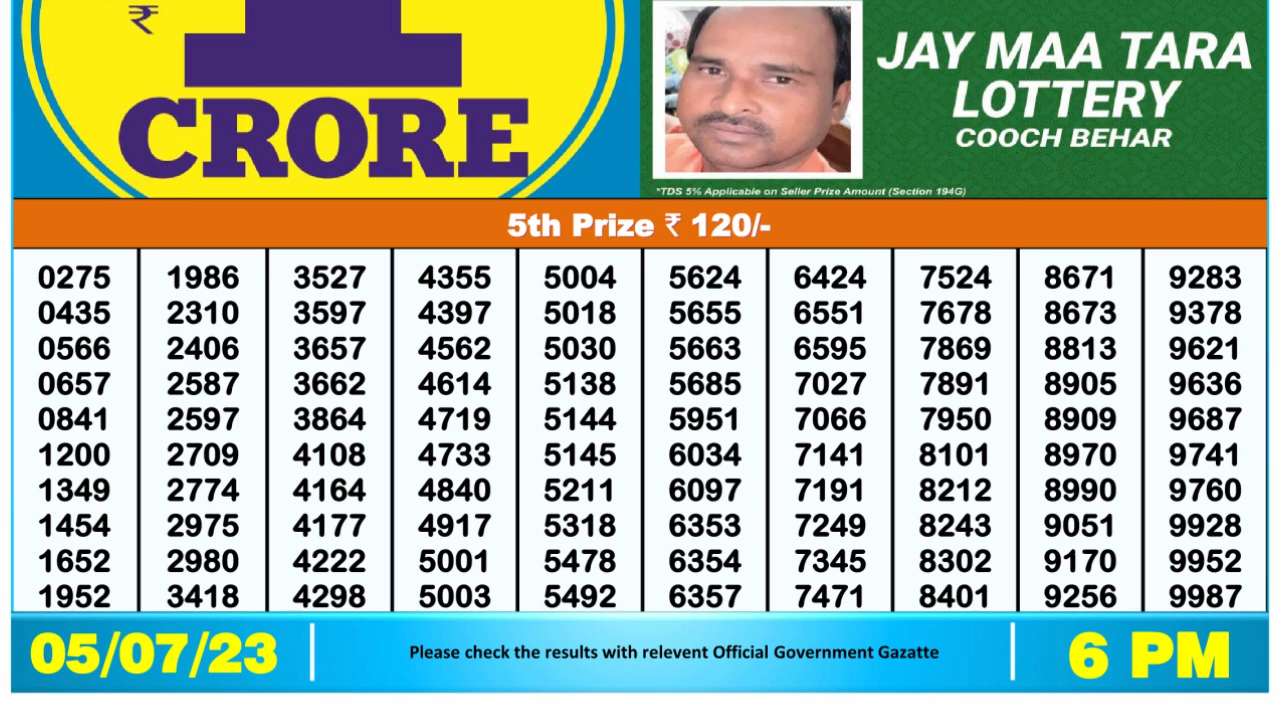 ₹
1
CRORE
JAY MAA TARA
LOTTERY
COOCH BEHAR
*TDS 5% Applicable on Seller Prize Amount (Section 194G)
5th Prize ₹ 120/-
0275 1986 3527 4355 5004 5624 6424 7524 8671 9283
0435 2310 3597 4397 5018 5655 6551 7678 8673 9378
0566 2406 3657 4562 5030 5663 6595 7869 8813 9621
0657 2587 3662 4614 5138 5685 7027 7891 8905 9636
0841 2597 3864 4719 5144 5951 7066 7950 8909 9687
1200 2709 4108 4733 5145 6034 7141 8101 8970 9741
1349 2774 4164 4840 5211 6097 7191 8212 8990 9760
1454 2975 4177 4917 5318 6353 7249 8243 9051 9928
1652 2980 4222 5001 5478 6354 7345 8302 9170 9952
1952 3418 4298 5003 5492 6357 7471 8401 9256 9987
05/07/23
Please check the results with relevent Official Government Gazatte
6 PM